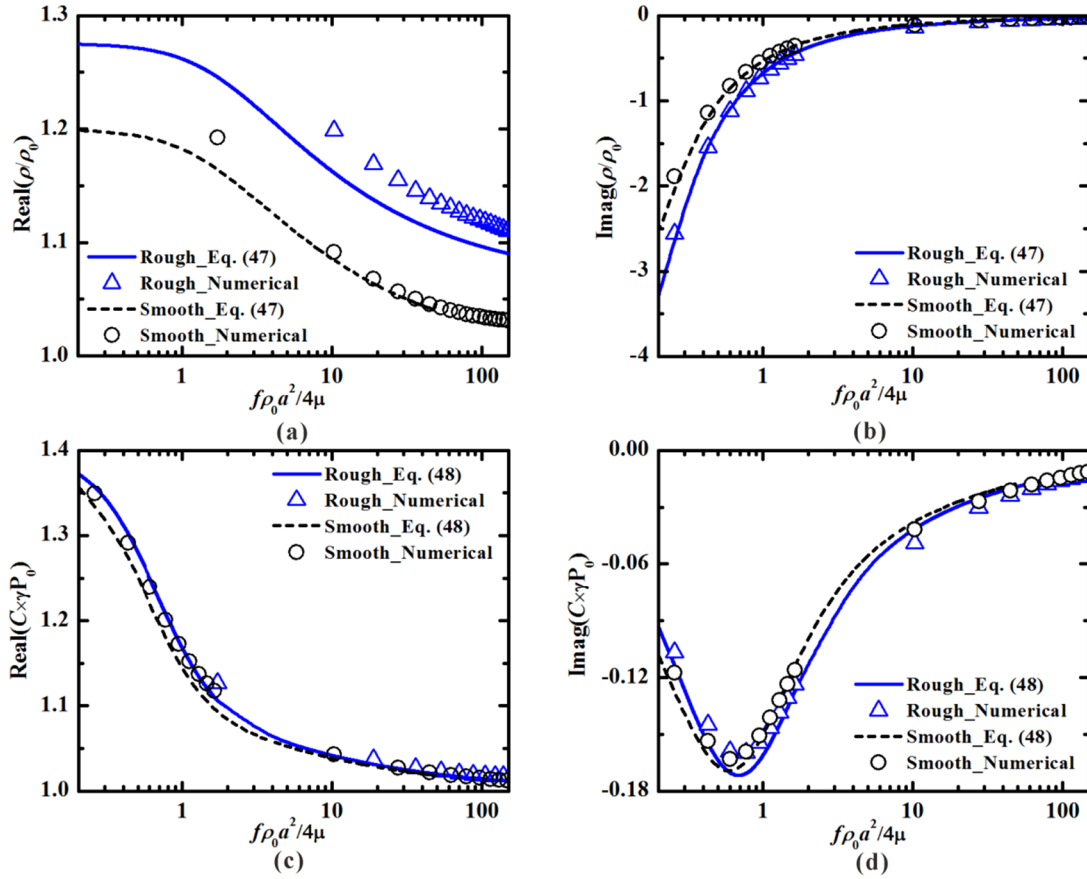 1.3
1.2
1.1
1.0
Real(ρ/ρ₀)
Rough_Eq. (47)
Rough_Numerical
Smooth_Eq. (47)
Smooth_Numerical
1 10 100
fρ₀a²/4μ
(a)
0
-1
-2
-3
-4
Imag(ρ/ρ₀)
Rough_Eq. (47)
Rough_Numerical
Smooth_Eq. (47)
Smooth_Numerical
1 10 100
fρ₀a²/4μ
(b)
1.4
1.3
1.2
1.1
1.0
Real(C×γP₀)
Rough_Eq. (48)
Rough_Numerical
Smooth_Eq. (48)
Smooth_Numerical
1 10 100
fρ₀a²/4μ
(c)
0.00
-0.06
-0.12
-0.18
Imag(C×γP₀)
Rough_Eq. (48)
Rough_Numerical
Smooth_Eq. (48)
Smooth_Numerical
1 10 100
fρ₀a²/4μ
(d)